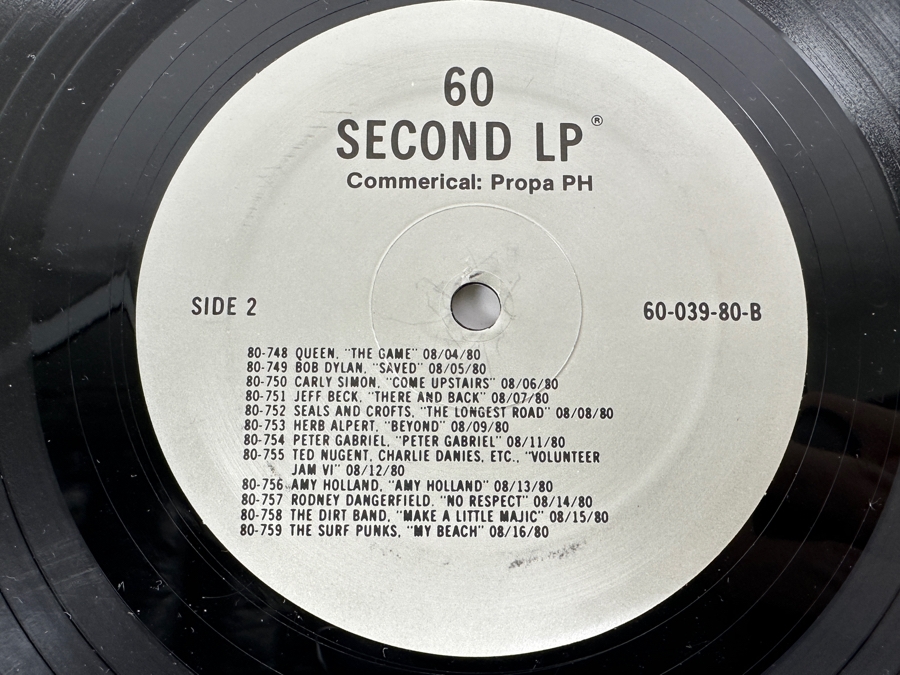 60
SECOND LP®
Commerical: Propa PH
SIDE 2
60-039-80-B
80-748 QUEEN, "THE GAME" 08/04/80
80-749 BOB DYLAN, "SAVED" 08/05/80
80-750 CARLY SIMON, "COME UPSTAIRS" 08/06/80
80-751 JEFF BECK, "THERE AND BACK" 08/07/80
80-752 SEALS AND CROFTS, "THE LONGEST ROAD" 08/08/80
80-753 HERB ALPERT, "BEYOND" 08/09/80
80-754 PETER GABRIEL, "PETER GABRIEL" 08/11/80
80-755 TED NUGENT, CHARLIE DANIES, ETC., "VOLUNTEER
JAM VI" 08/12/80
80-756 AMY HOLLAND, "AMY HOLLAND" 08/13/80
80-757 RODNEY DANGERFIELD, "NO RESPECT" 08/14/80
80-758 THE DIRT BAND, "MAKE A LITTLE MAJIC" 08/15/80
80-759 THE SURF PUNKS, "MY BEACH" 08/16/80